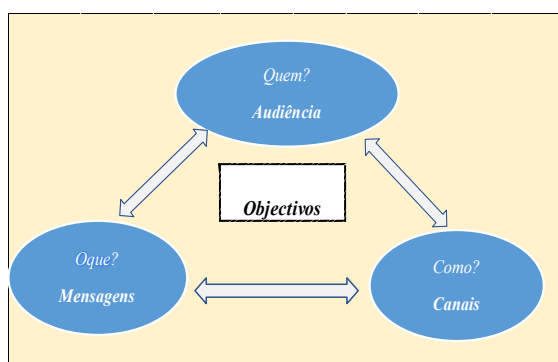 Quem?
Audiência
Objectivos
Oque?
Mensagens
Como?
Canais